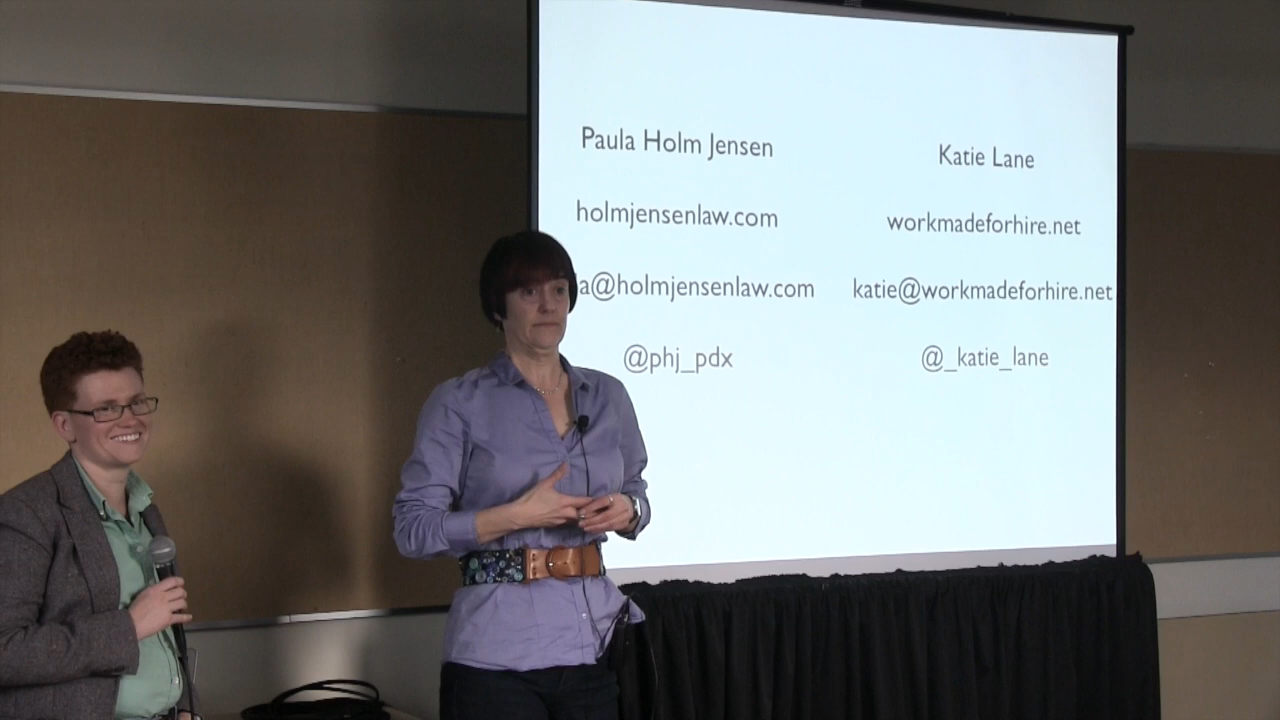 Paula Holm Jensen
holmjensenlaw.com
a@holmjensenlaw.com
@phj_pdx
Katie Lane
workmadeforhire.net
katie@workmadeforhire.net
@_katie_lane